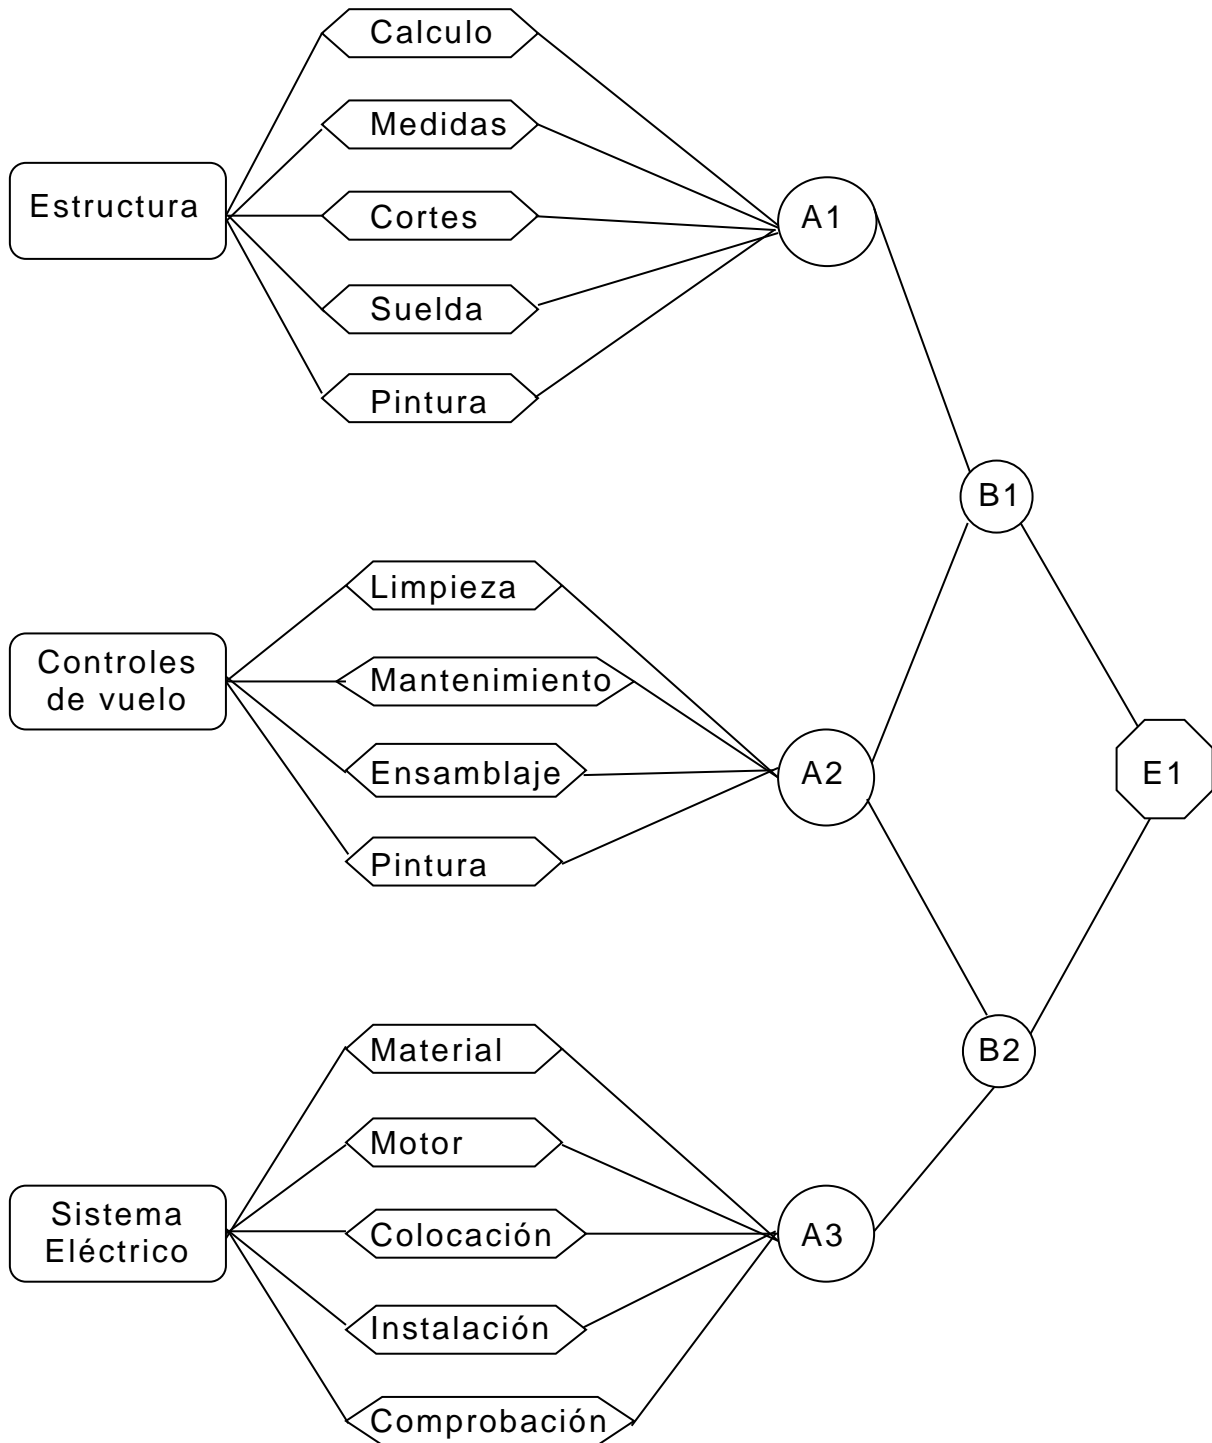 Calculo
Medidas
Estructura
Cortes
A1
Suelda
Pintura
B1
Limpieza
Controles
de vuelo
Mantenimiento
Ensamblaje
A2
E1
Pintura
Material
B2
Motor
Sistema
Eléctrico
Colocación
A3
Instalación
Comprobación